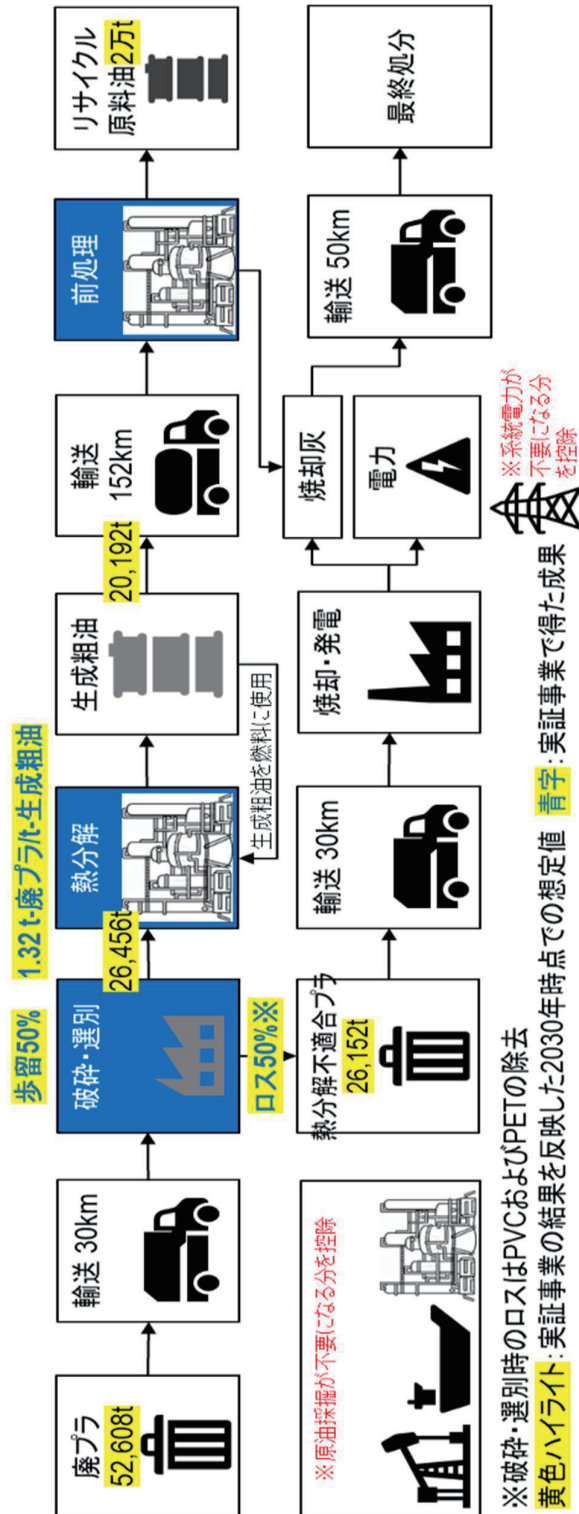 歩留50%
1.32 t-廃プラ/t-生成粗油
廃プラ
52,608t
輸送 30km
破砕・選別
26,456t
熱分解
生成粗油
20,192t
輸送
152km
前処理
リサイクル
原料油2万t
生成粗油を燃料に使用
ロス50%※
※原油採掘が不要になる分を控除
熱分解不適合プラ
26,152t
輸送 30km
焼却・発電
焼却灰
電力
輸送 50km
最終処分
※系統電力が
不要になる分
を控除
※破砕・選別時のロスはPVCおよびPETの除去
黄色ハイライト:実証事業の結果を反映した2030年時点での想定値 青字:実証事業で得た成果